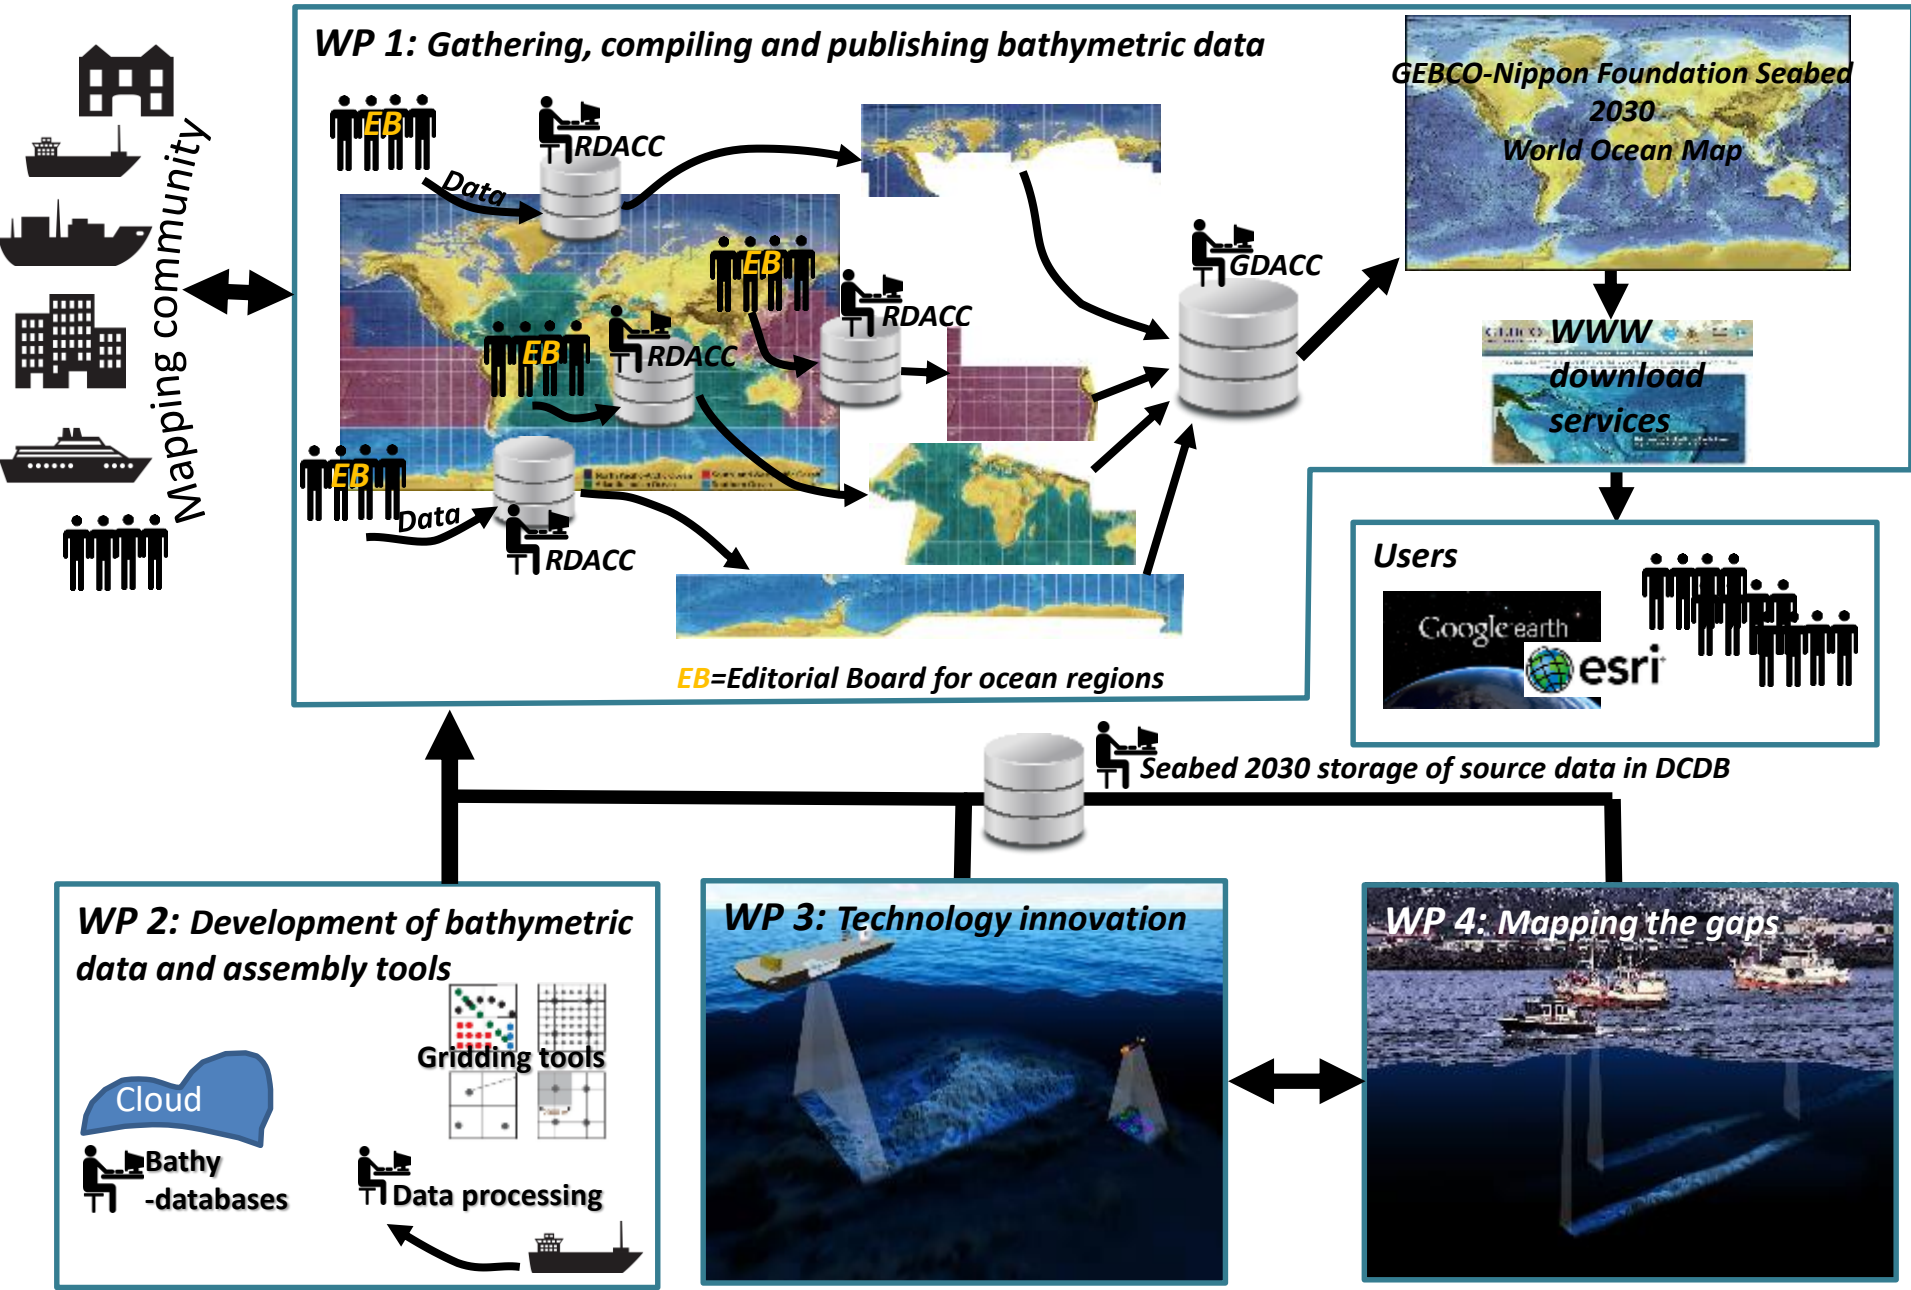 WP 1: Gathering, compiling and publishing bathymetric data
Mapping community
EB
RDACC
Data
EB
RDACC
EB
RDACC
EB
Data
RDACC
GDACC
EB=Editorial Board for ocean regions
GEBCO-Nippon Foundation Seabed
2030
World Ocean Map
GEBCO
WWW
download
services
Users
Google earth
esri
Seabed 2030 storage of source data in DCDB
WP 2: Development of bathymetric
data and assembly tools
Gridding tools
Cloud
Bathy
-databases
Data processing
WP 3: Technology innovation
WP 4: Mapping the gaps